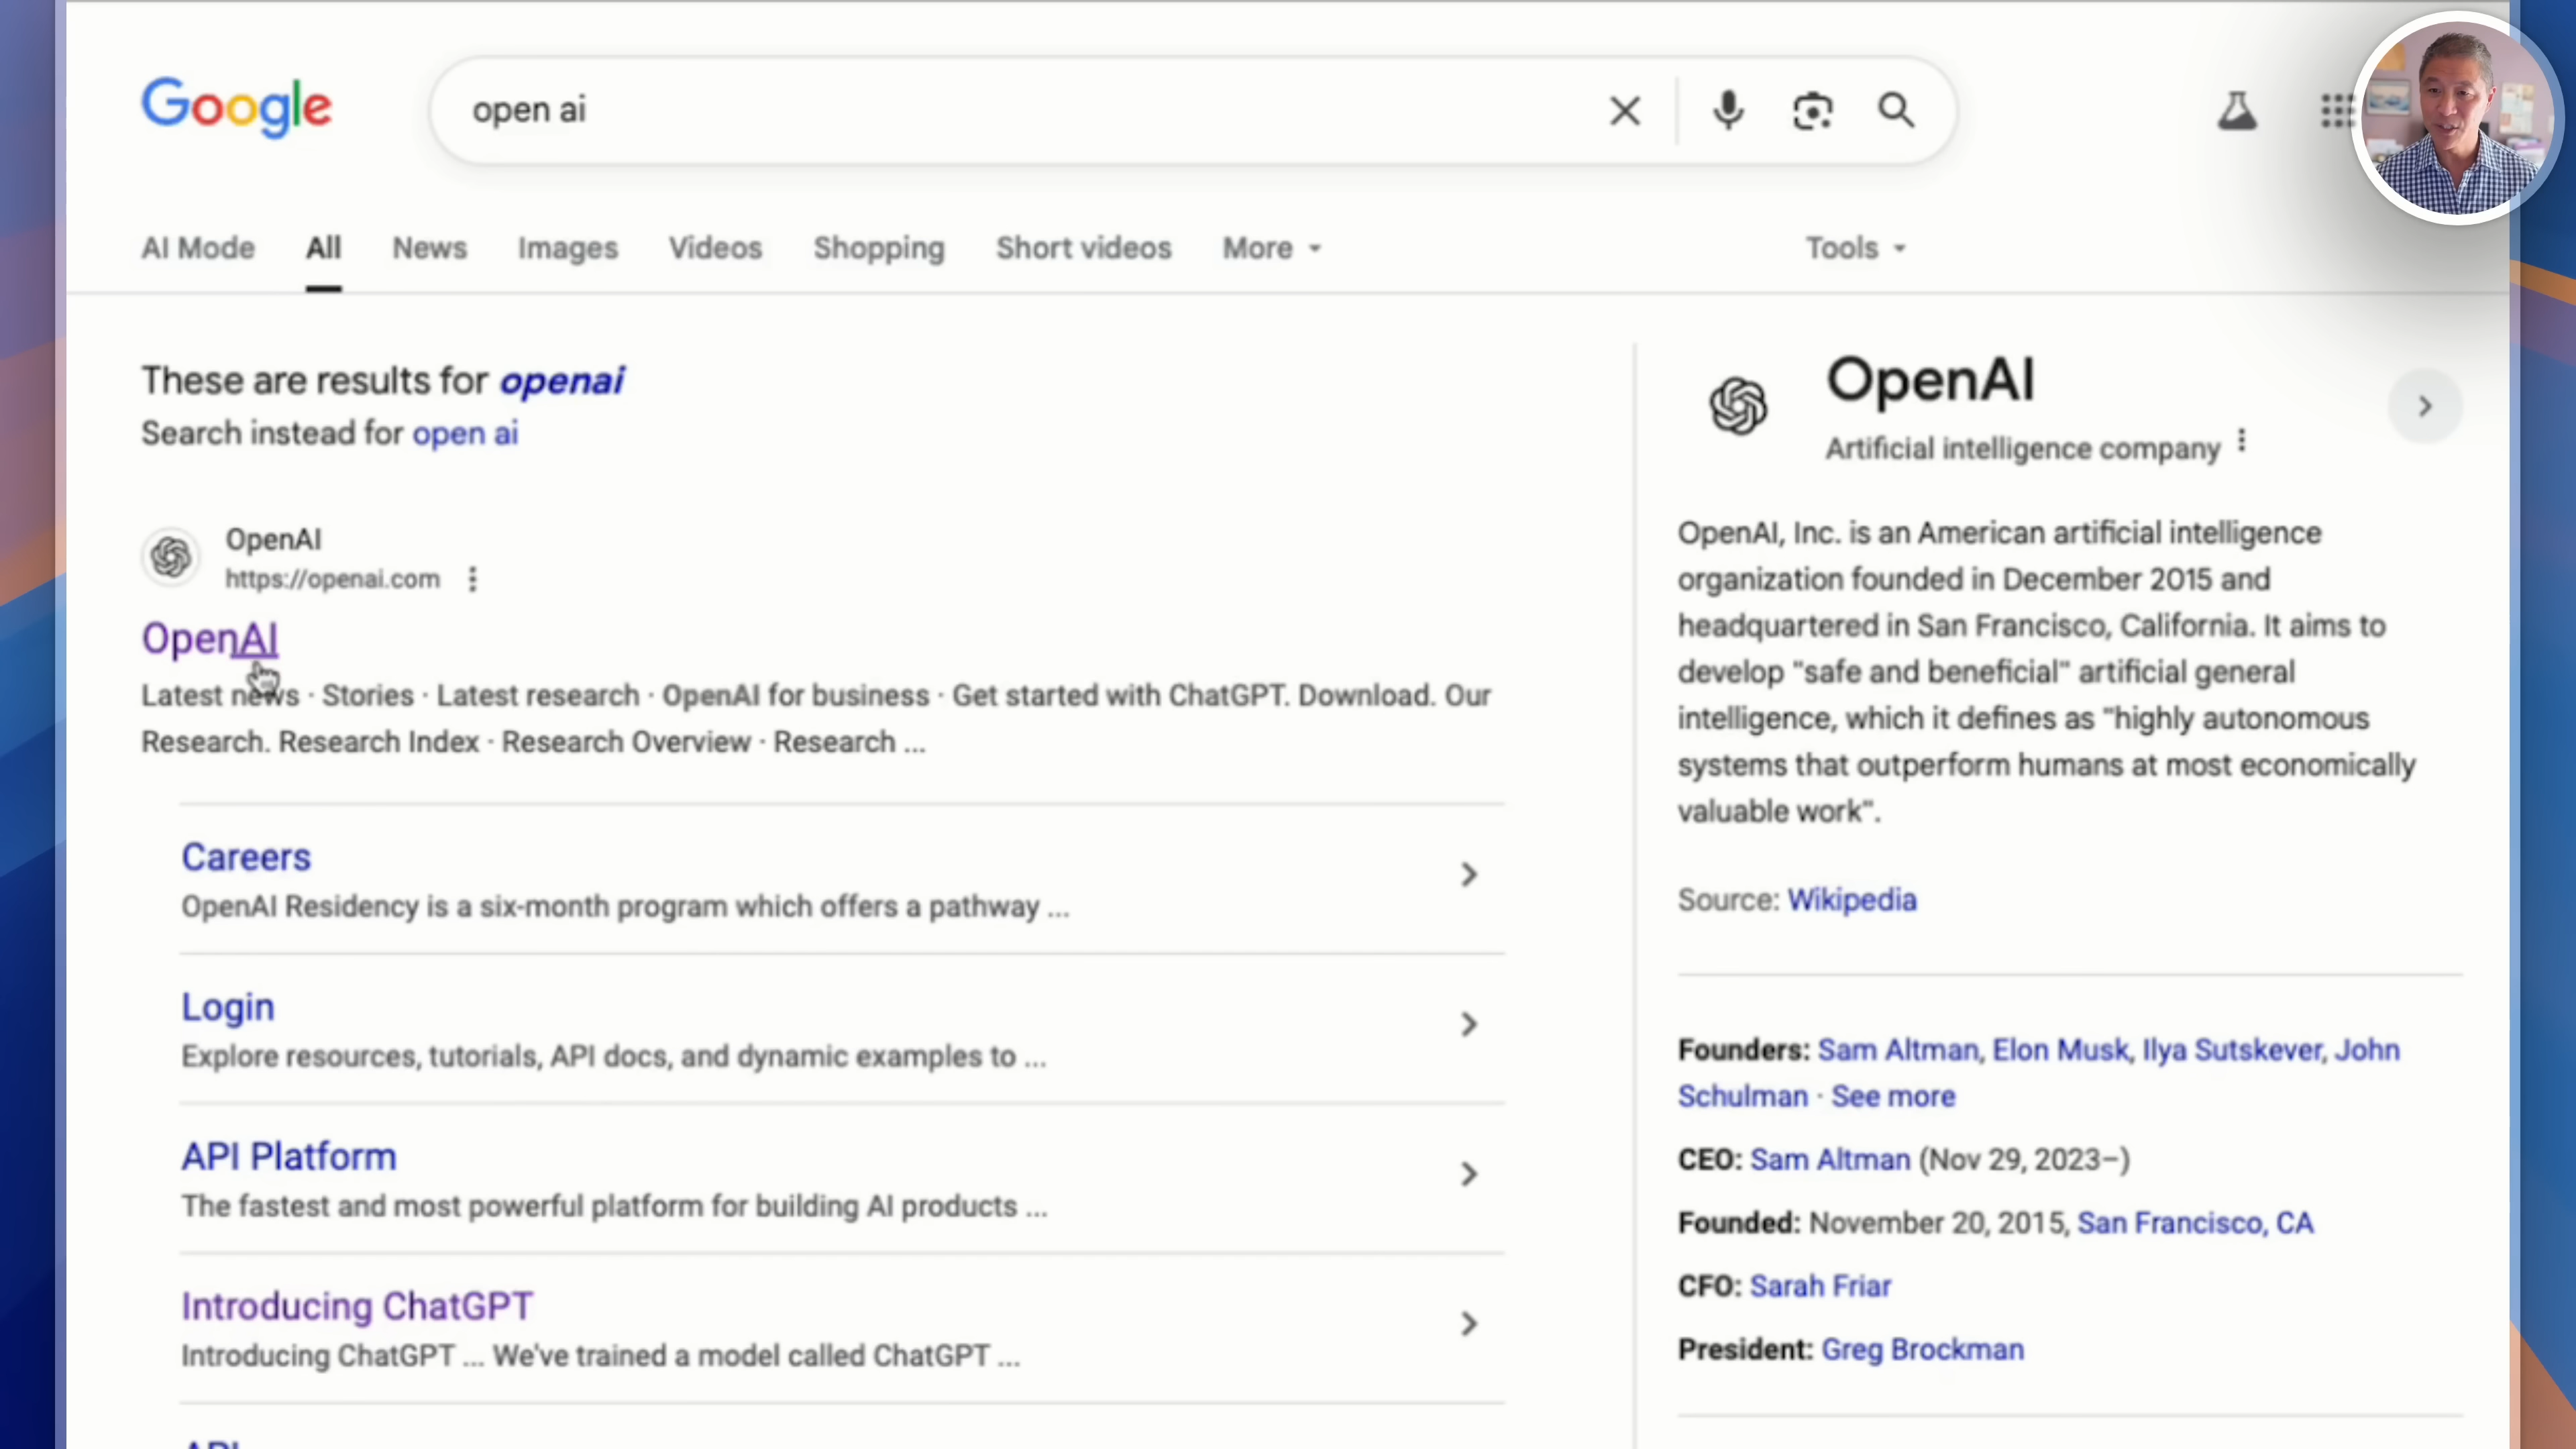 Google
open ai
AI Mode
All
News
Images
Videos
Shopping
Short videos
More
Tools
These are results for openai
Search instead for open ai
OpenAI
https://openai.com
OpenAI
Latest news · Stories · Latest research · OpenAI for business · Get started with ChatGPT. Download. Our
Research. Research Index · Research Overview · Research ...
Careers
OpenAI Residency is a six-month program which offers a pathway ...
Login
Explore resources, tutorials, API docs, and dynamic examples to ...
API Platform
The fastest and most powerful platform for building AI products ...
Introducing ChatGPT
Introducing ChatGPT ... We've trained a model called ChatGPT ...
OpenAI
Artificial intelligence company
OpenAI, Inc. is an American artificial intelligence
organization founded in December 2015 and
headquartered in San Francisco, California. It aims to
develop "safe and beneficial" artificial general
intelligence, which it defines as "highly autonomous
systems that outperform humans at most economically
valuable work".
Source: Wikipedia
Founders: Sam Altman, Elon Musk, Ilya Sutskever, John
Schulman · See more
CEO: Sam Altman (Nov 29, 2023–)
Founded: November 20, 2015, San Francisco, CA
CFO: Sarah Friar
President: Greg Brockman